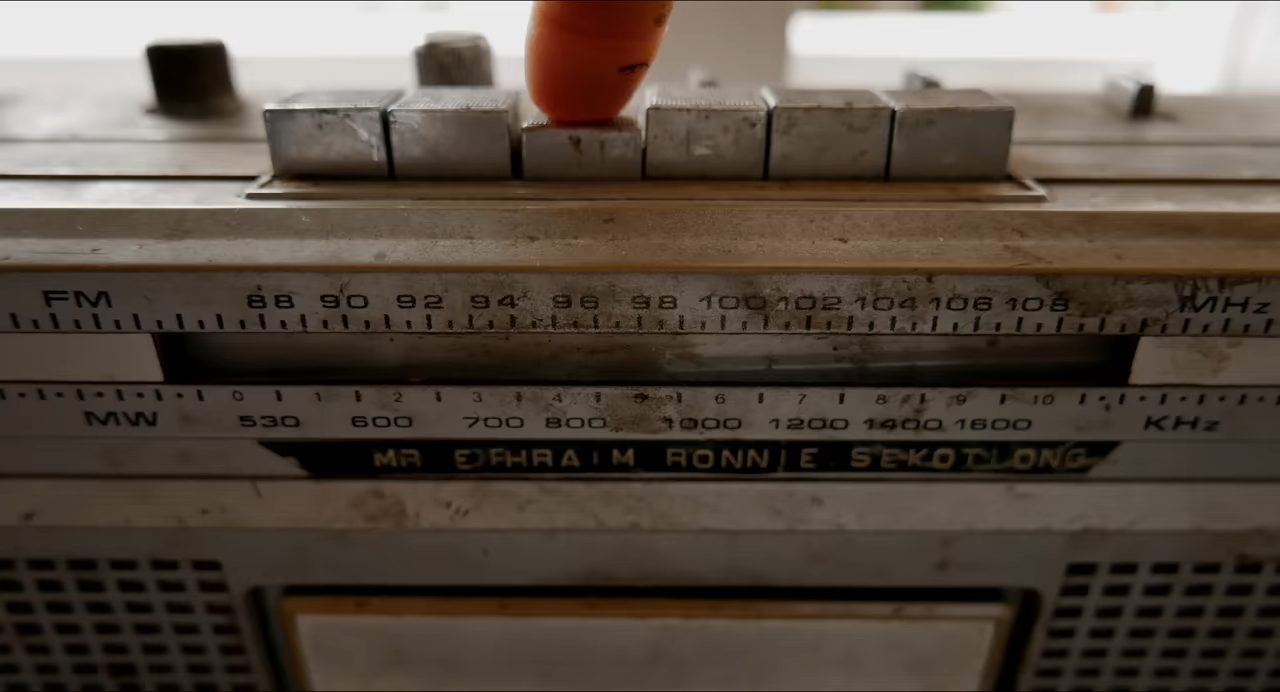 FM 88 90 92 94 96 98 100 102 104 106 108 MHz
0 1 2 3 4 5 6 7 8 9 10
MW 530 600 700 800 1000 1200 1400 1600 KHz
MR EPHRAIM RONNIE SEKOTLONG